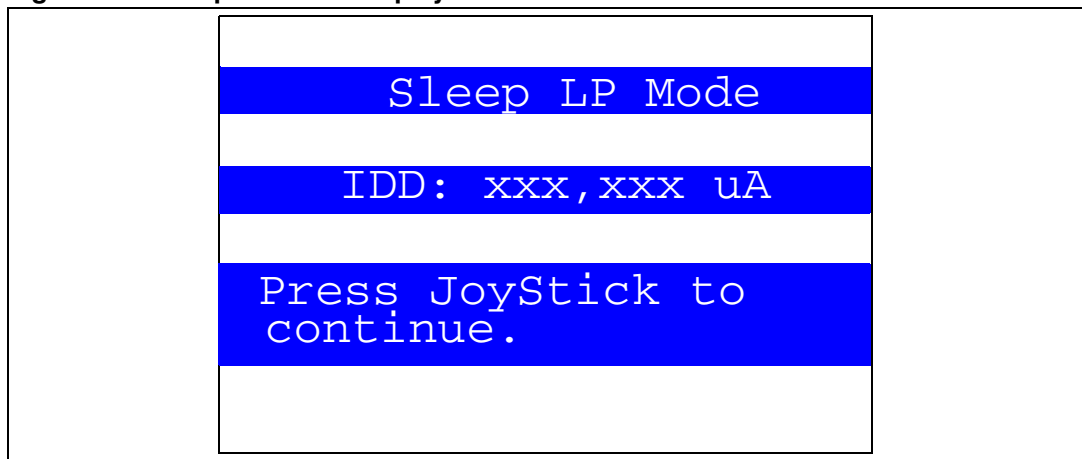 Sleep LP Mode
IDD: xxx,xxx uA
Press JoyStick to
continue.